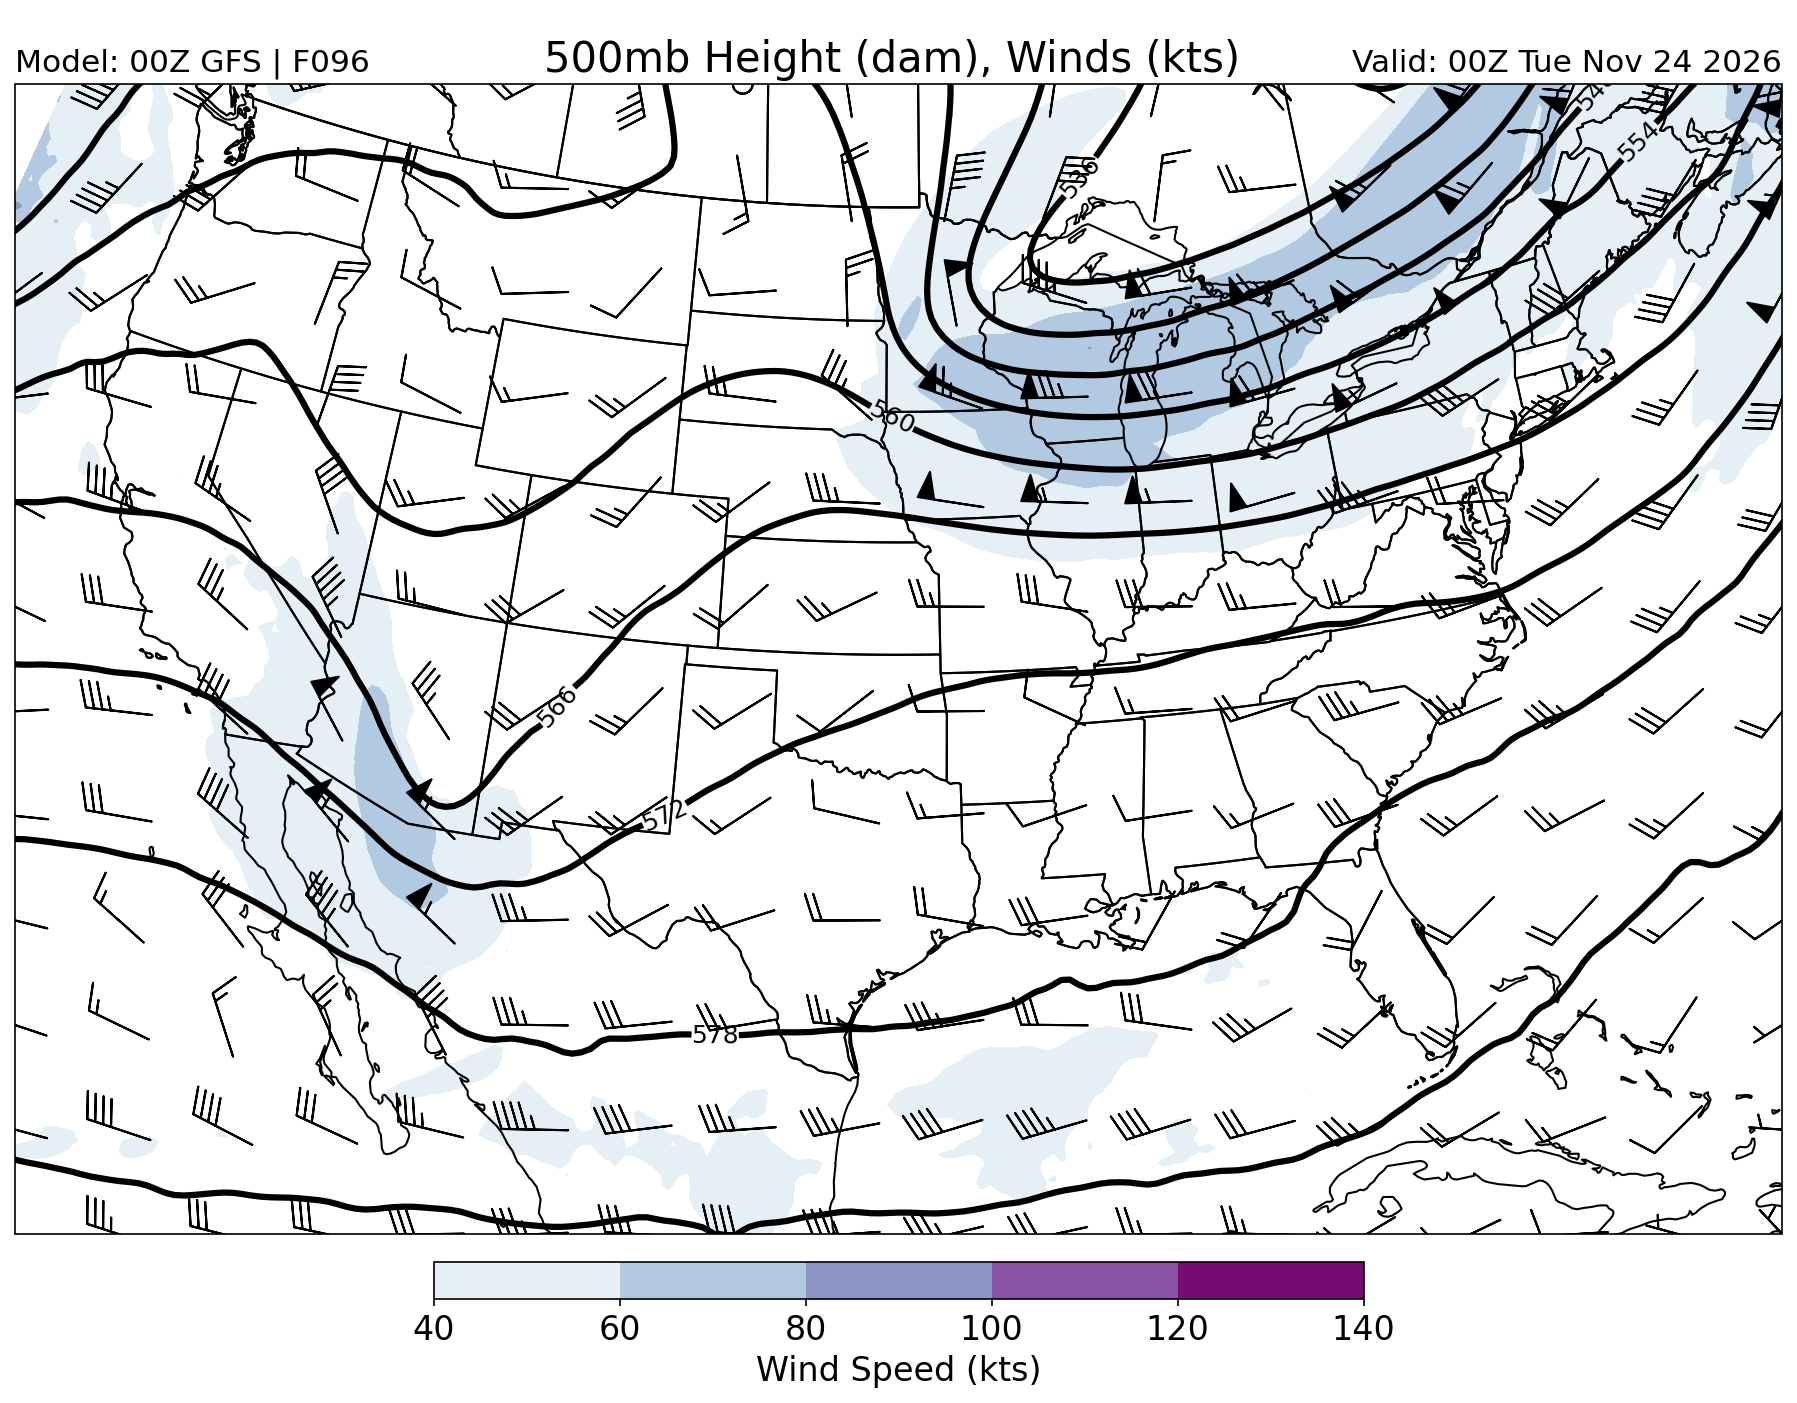 Model: 00Z GFS | F096
500mb Height (dam), Winds (kts)
Valid: 00Z Tue Nov 24 2026
554
536
560
566
572
578
40 60 80 100 120 140
Wind Speed (kts)